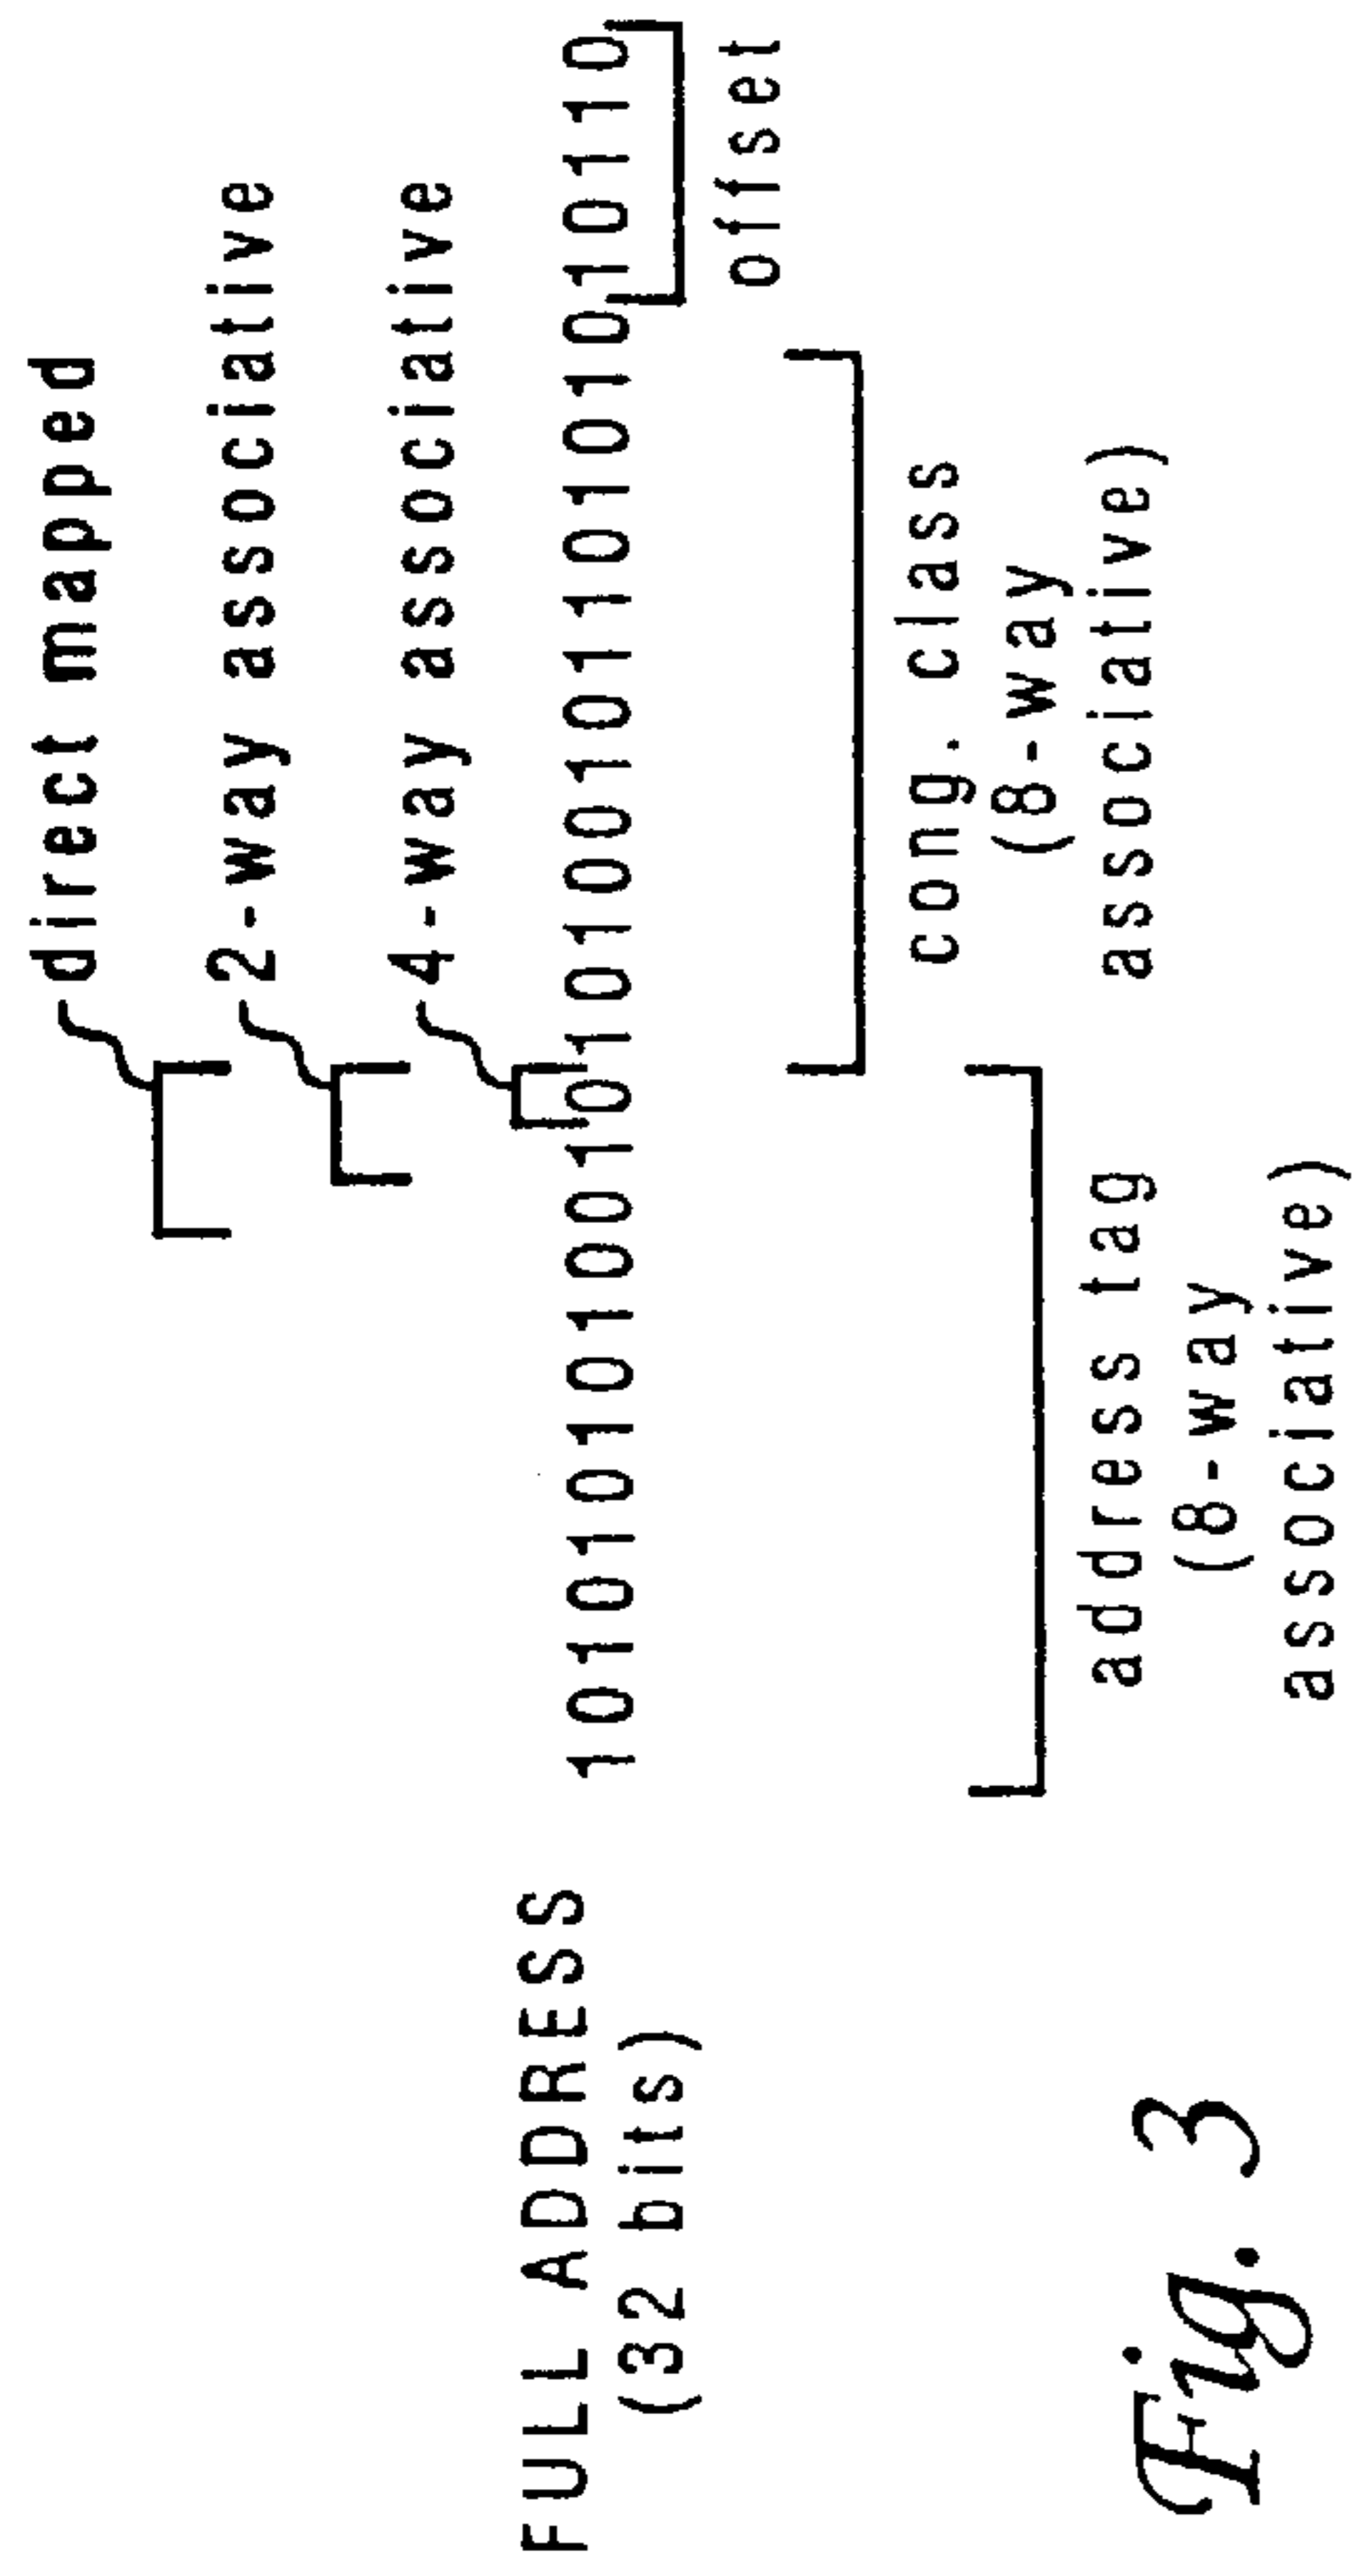 direct mapped
2-way associative
4-way associative
FULL ADDRESS
(32 bits)
10101010100101010010110101010110
offset
cong. class
(8-way
associative)
address tag
(8-way
associative)
Fig. 3